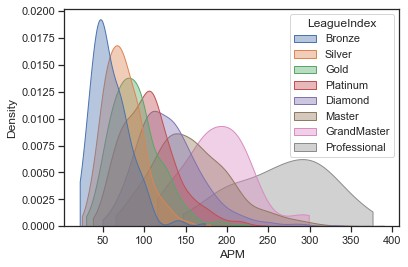 0.0200
0.0175
0.0150
0.0125
0.0100
0.0075
0.0050
0.0025
0.0000
Density
LeagueIndex
Bronze
Silver
Gold
Platinum
Diamond
Master
GrandMaster
Professional
50 100 150 200 250 300 350 400
APM